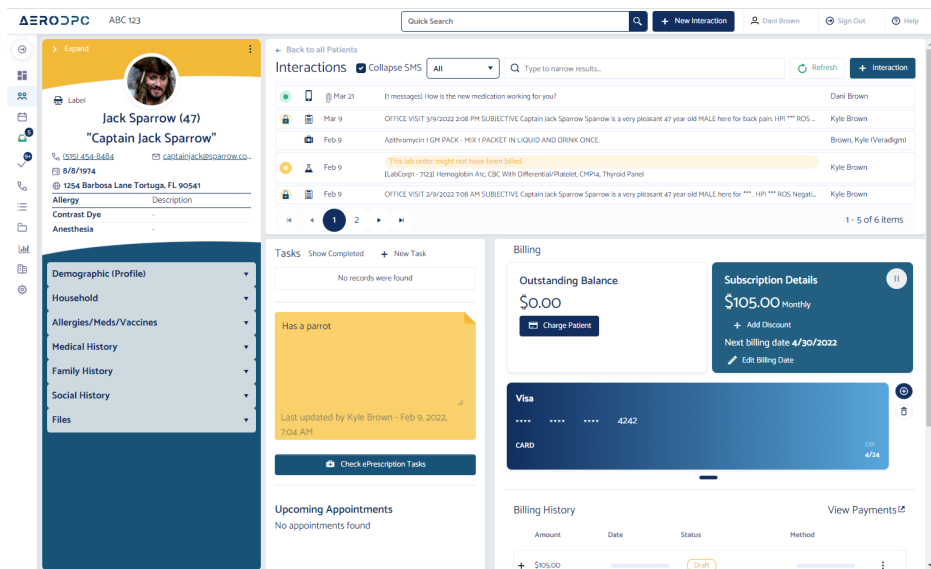 AERODPC
ABC 123
Quick Search
+ New Interaction
Dani Brown
Sign Out
Help
Expand
Label
Jack Sparrow (47)
"Captain Jack Sparrow"
(515) 454-8484
captainjack@sparrow.co...
8/8/1974
1254 Barbosa Lane Tortuga, FL 90541
Allergy Description
Contrast Dye -
Anesthesia -
Demographic (Profile)
Household
Allergies/Meds/Vaccines
Medical History
Family History
Social History
Files
5
9+
← Back to all Patients
Interactions
Collapse SMS
All
Type to narrow results...
Refresh
+ Interaction
Mar 21 [1 messages] How is the new medication working for you? Dani Brown
Mar 9 OFFICE VISIT 3/9/2022 2:08 PM SUBJECTIVE Captain Jack Sparrow Sparrow is a very pleasant 47 year old MALE here for back pain. HPI *** ROS ... Kyle Brown
Feb 9 Azithromycin 1 GM PACK - MIX 1 PACKET IN LIQUID AND DRINK ONCE. Brown, Kyle (Veradigm)
This lab order might not have been billed.
Feb 9 [LabCorp1 - 7123] Hemoglobin A1c, CBC With Differential/Platelet, CMP14, Thyroid Panel Kyle Brown
Feb 9 OFFICE VISIT 2/9/2022 7:08 AM SUBJECTIVE Captain Jack Sparrow Sparrow is a very pleasant 47 year old MALE here for *** . HPI *** ROS Negati... Kyle Brown
1 2
1 - 5 of 6 items
Tasks Show Completed + New Task
No records were found
Has a parrot
Last updated by Kyle Brown - Feb 9, 2022,
7:04 AM
Check ePrescription Tasks
Upcoming Appointments
No appointments found
Billing
Outstanding Balance
$0.00
Charge Patient
Subscription Details
$105.00 Monthly
+ Add Discount
Next billing date 4/30/2022
Edit Billing Date
Visa
**** **** **** 4242
CARD
EXP
4/24
Billing History
View Payments
Amount Date Status Method
+ $105.00 Draft